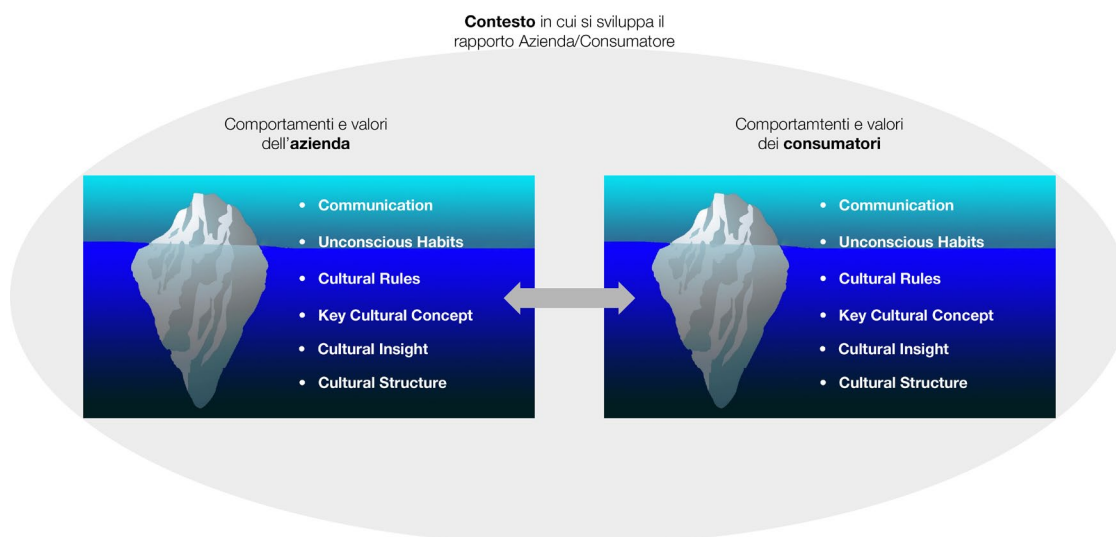 Contesto in cui si sviluppa il
rapporto Azienda/Consumatore
Comportamenti e valori
dell'azienda
• Communication
• Unconscious Habits
• Cultural Rules
• Key Cultural Concept
• Cultural Insight
• Cultural Structure
Comportamtenti e valori
dei consumatori
• Communication
• Unconscious Habits
• Cultural Rules
• Key Cultural Concept
• Cultural Insight
• Cultural Structure